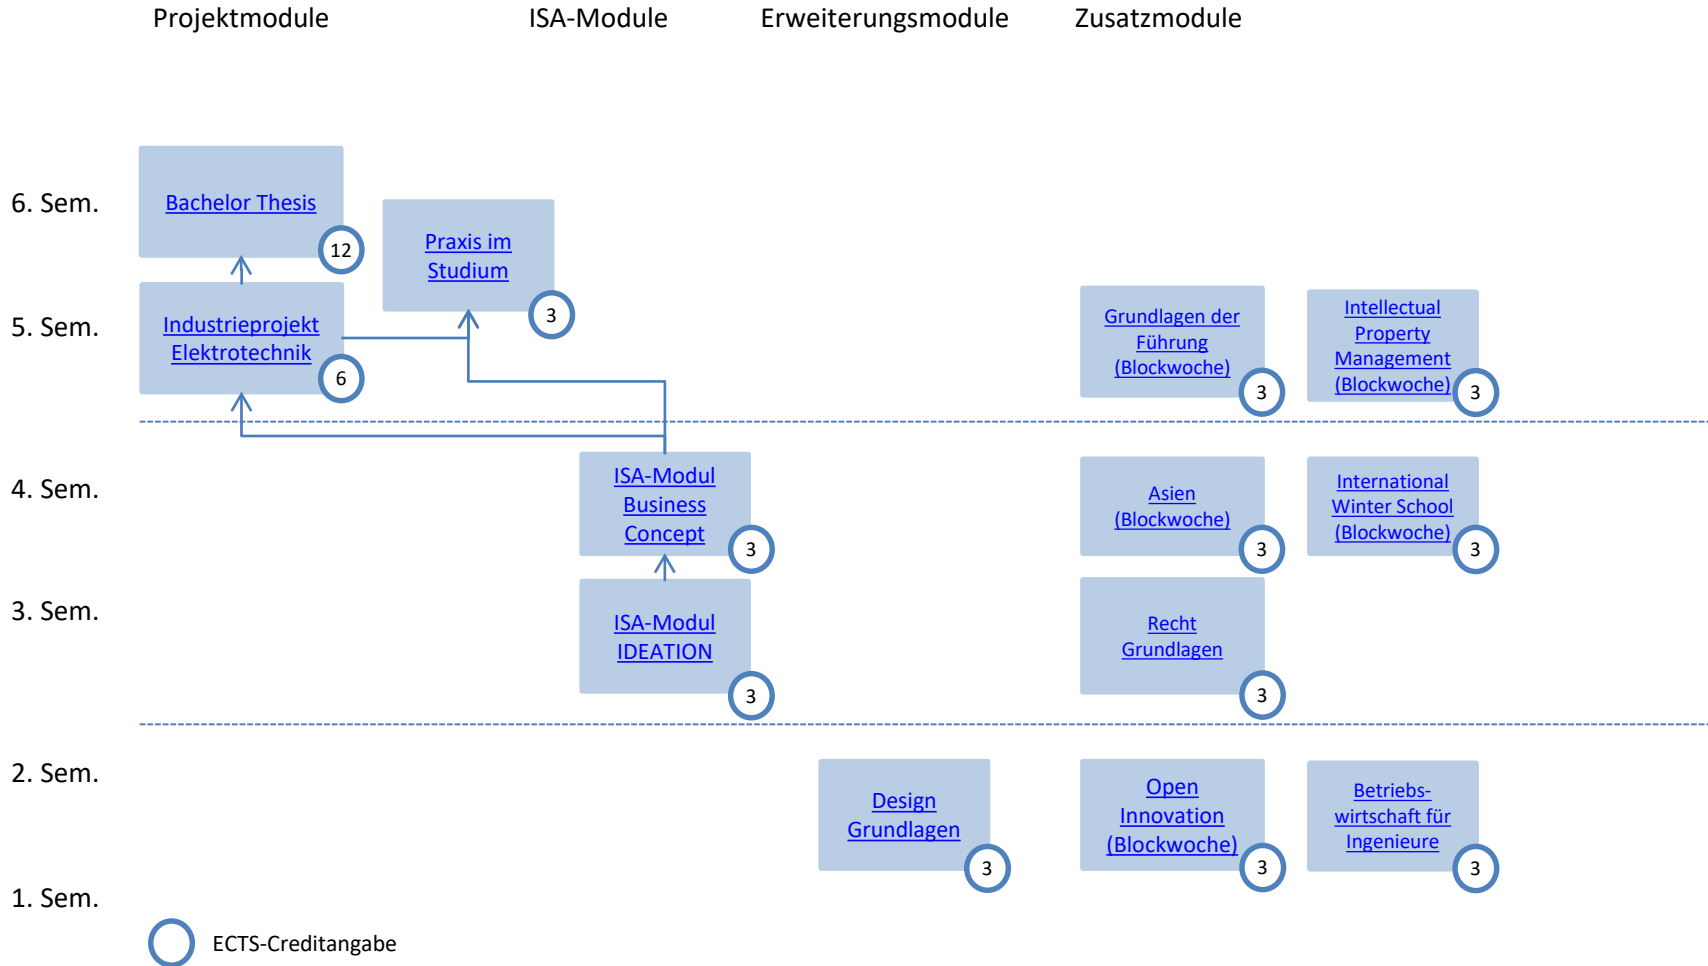 Projektmodule
ISA-Module
Erweiterungsmodule
Zusatzmodule
6. Sem.
Bachelor Thesis
12
Praxis im
Studium
3
5. Sem.
Industrieprojekt
Elektrotechnik
6
Grundlagen der
Führung
(Blockwoche)
3
Intellectual
Property
Management
(Blockwoche)
3
4. Sem.
ISA-Modul
Business
Concept
3
Asien
(Blockwoche)
3
International
Winter School
(Blockwoche)
3
3. Sem.
ISA-Modul
IDEATION
3
Recht
Grundlagen
3
2. Sem.
Design
Grundlagen
3
Open
Innovation
(Blockwoche)
3
Betriebs-
wirtschaft für
Ingenieure
3
1. Sem.
ECTS-Creditangabe